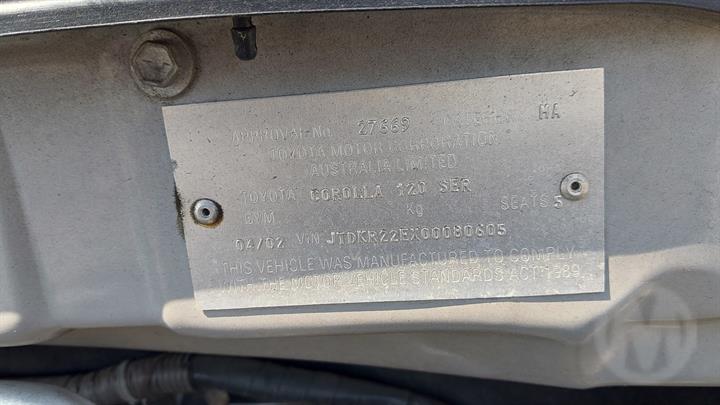 APPROVAL No. 27669 CATEGORY MA
TOYOTA MOTOR CORPORATION
AUSTRALIA LIMITED
TOYOTA COROLLA 120 SER
GVM Kg SEATS 5
04/02 VIN JTDKR22EX00080605
THIS VEHICLE WAS MANUFACTURED TO COMPLY
WITH THE MOTOR VEHICLE STANDARDS ACT 1989
M